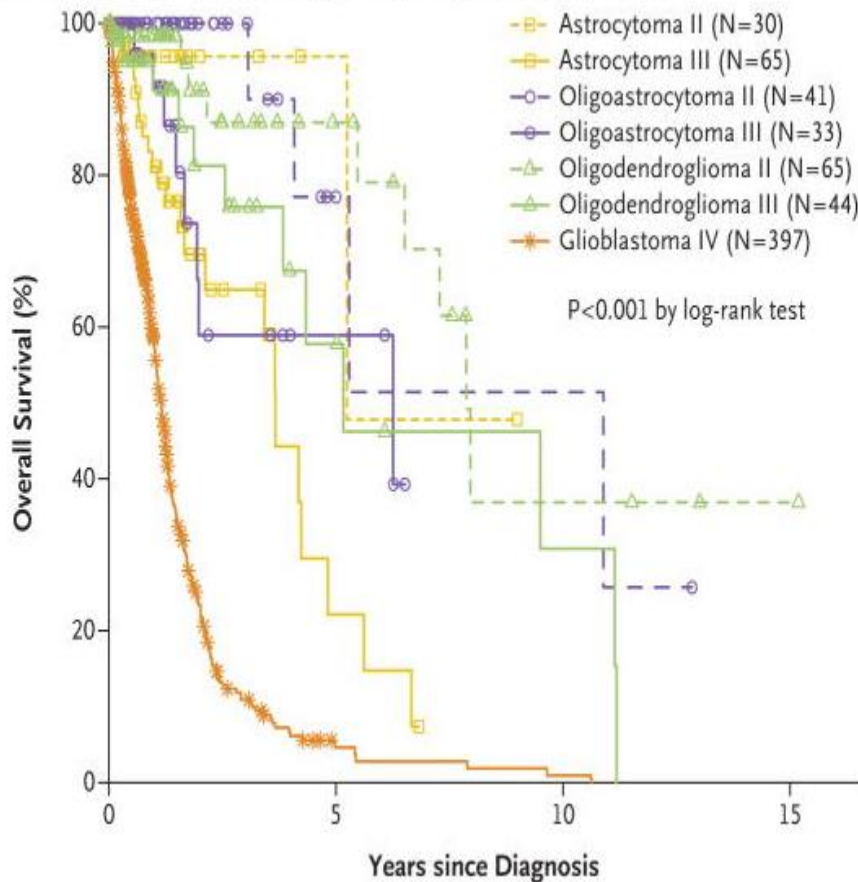 100
80
60
40
20
0
Overall Survival (%)
Astrocytoma II (N=30)
Astrocytoma III (N=65)
Oligoastrocytoma II (N=41)
Oligoastrocytoma III (N=33)
Oligodendroglioma II (N=65)
Oligodendroglioma III (N=44)
Glioblastoma IV (N=397)
P<0.001 by log-rank test
0
5
10
15
Years since Diagnosis